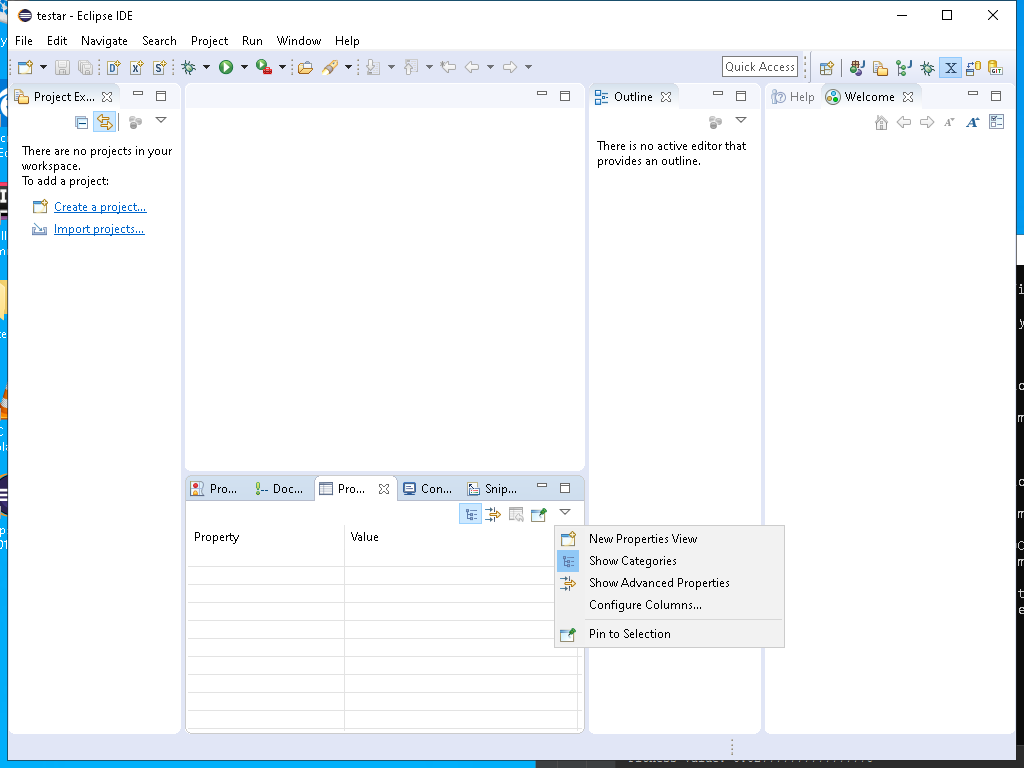 testar - Eclipse IDE
File Edit Navigate Search Project Run Window Help
Quick Access
Project Ex...
Outline
Help
Welcome
There are no projects in your
workspace.
To add a project:
Create a project...
Import projects...
There is no active editor that
provides an outline.
Pro...
Doc...
Pro...
Con...
Snip...
Property Value
New Properties View
Show Categories
Show Advanced Properties
Configure Columns...
Pin to Selection